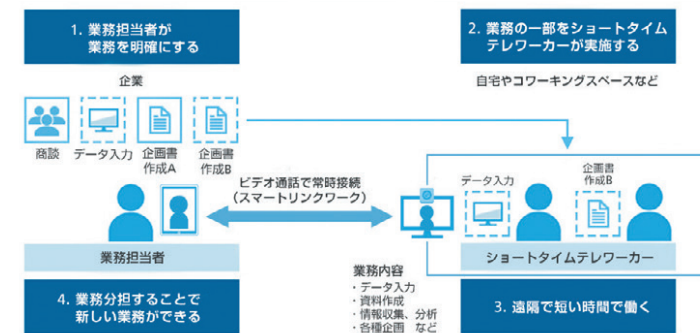 1. 業務担当者が
業務を明確にする
2. 業務の一部をショートタイム
テレワーカーが実施する
企業
自宅やコワーキングスペースなど
商談
データ入力
企画書
作成A
企画書
作成B
ビデオ通話で常時接続
(スマートリンクワーク)
データ入力
企画書
作成B
業務担当者
ショートタイムテレワーカー
業務内容
・データ入力
・資料作成
・情報収集、分析
・各種企画 など
4. 業務分担することで
新しい業務ができる
3. 遠隔で短い時間で働く